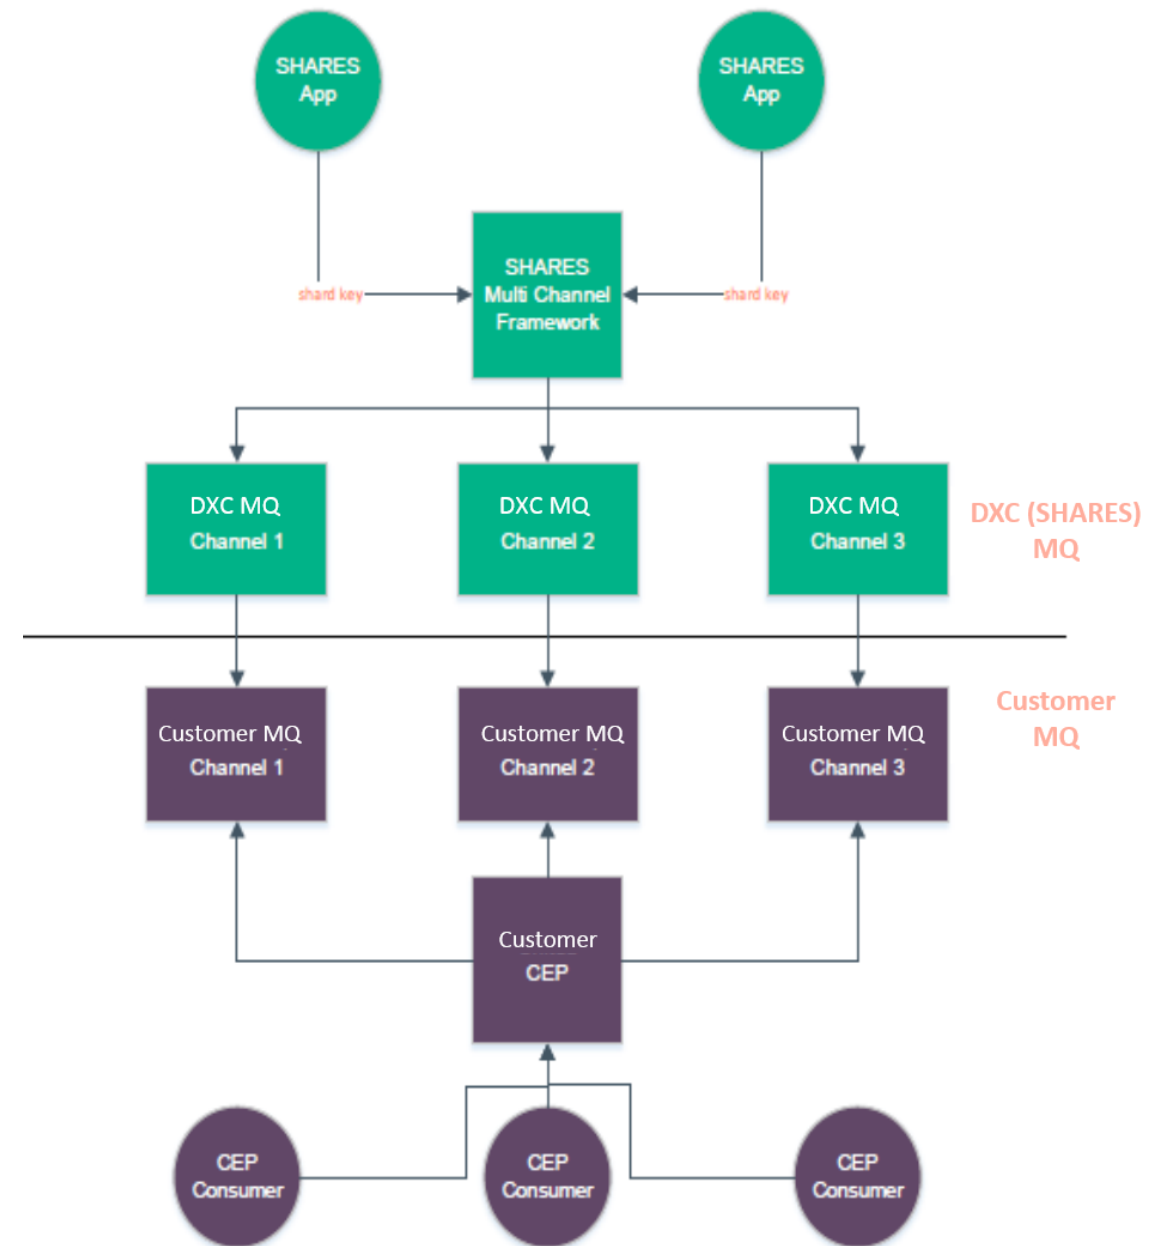 SHARES
App
SHARES
App
SHARES
Multi Channel
Framework
shard key
shard key
DXC MQ
Channel 1
DXC MQ
Channel 2
DXC MQ
Channel 3
DXC (SHARES)
MQ
Customer MQ
Channel 1
Customer MQ
Channel 2
Customer MQ
Channel 3
Customer
MQ
Customer
CEP
CEP
Consumer
CEP
Consumer
CEP
Consumer